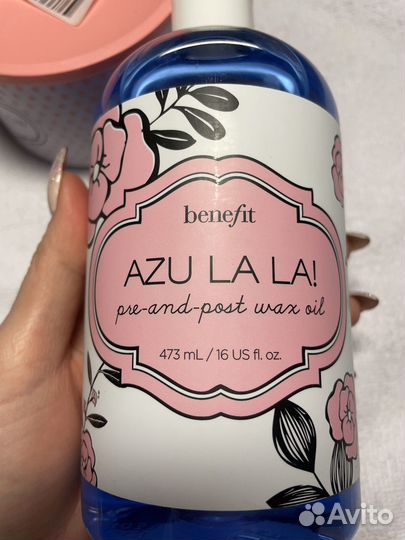 benefit
AZU LA LA!
pre-and-post wax oil
473 mL / 16 US fl. oz.
Avito